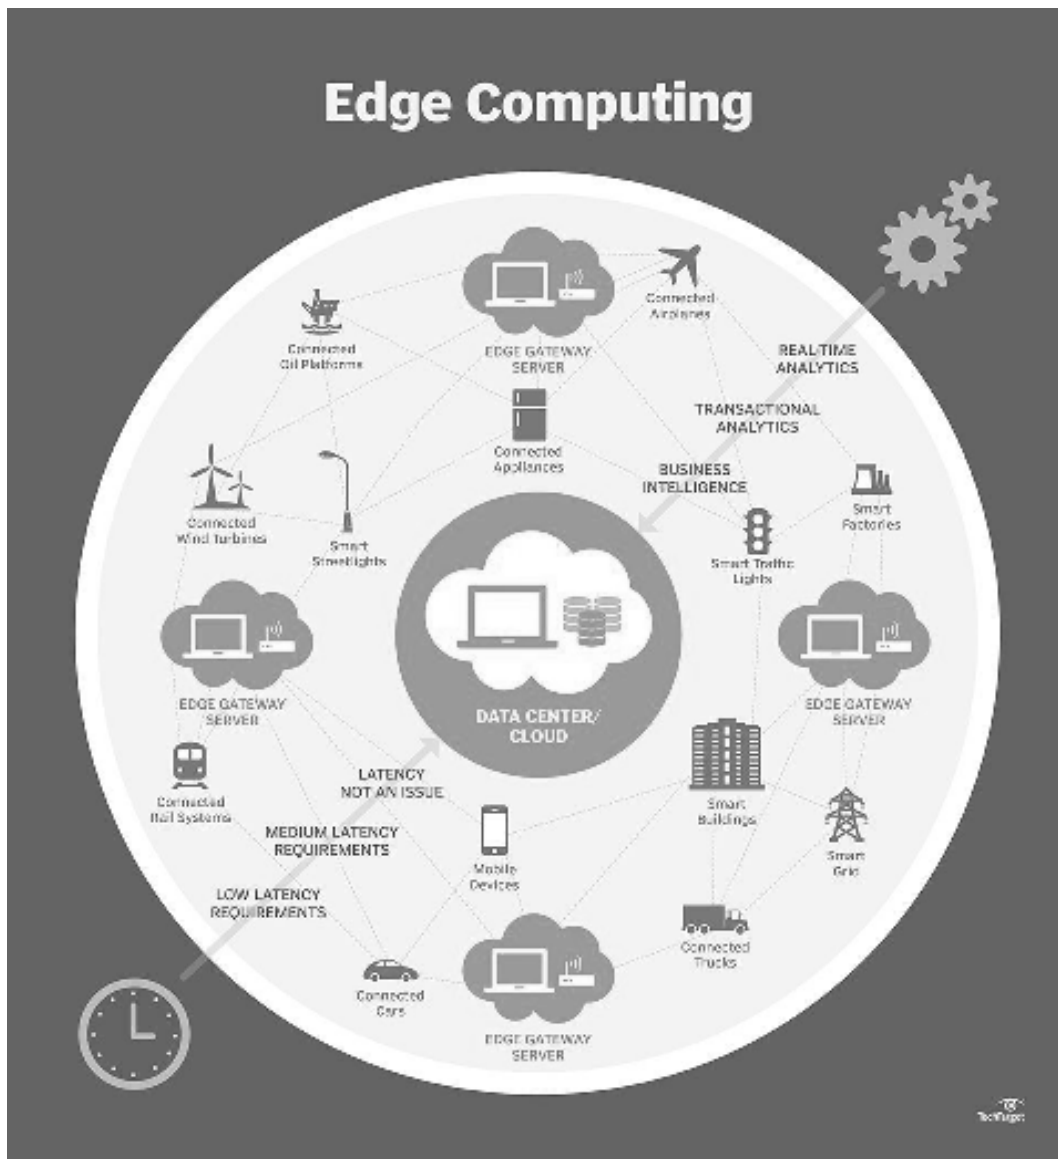 Edge Computing
EDGE GATEWAY
SERVER
Connected
Airplanes
Connected
Oil Platforms
REAL-TIME
ANALYTICS
TRANSACTIONAL
ANALYTICS
Connected
Appliances
BUSINESS
INTELLIGENCE
Smart
Factories
Connected
Wind Turbines
Smart
Streetlights
Smart Traffic
Lights
EDGE GATEWAY
SERVER
DATA CENTER/
CLOUD
EDGE GATEWAY
SERVER
LATENCY
NOT AN ISSUE
Connected
Rail Systems
Smart
Buildings
MEDIUM LATENCY
REQUIREMENTS
Mobile
Devices
Smart
Grid
LOW LATENCY
REQUIREMENTS
Connected
Trucks
Connected
Cars
EDGE GATEWAY
SERVER
TechTarget